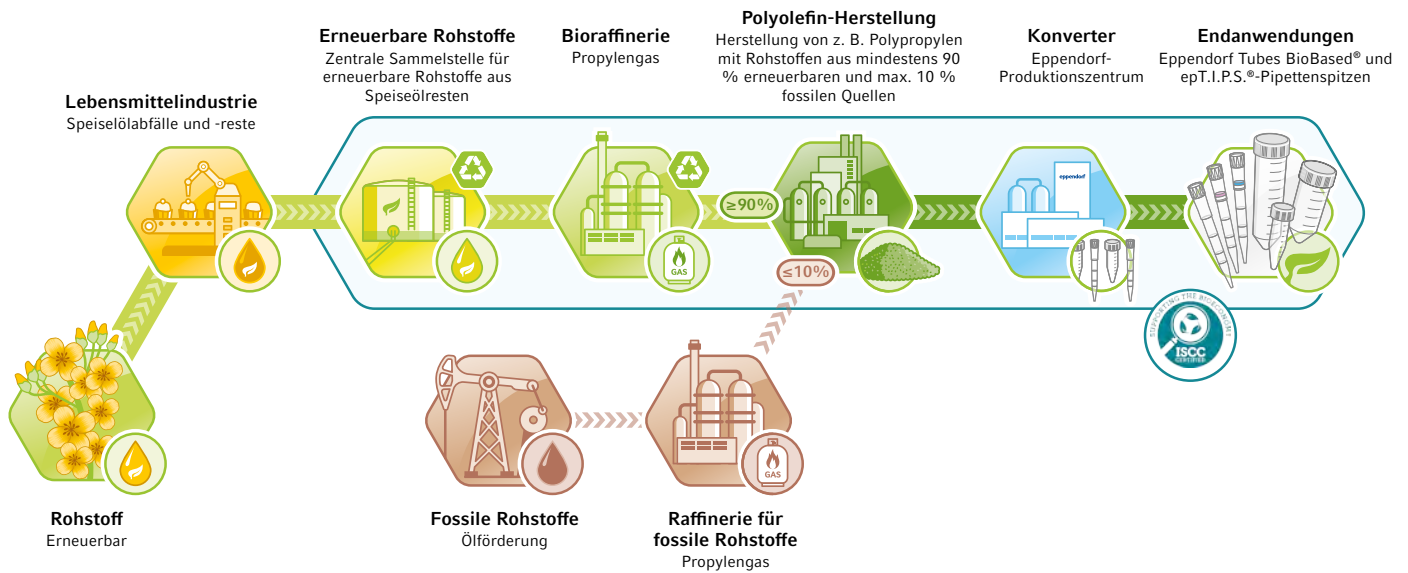 Polyolefin-Herstellung
Herstellung von z. B. Polypropylen
mit Rohstoffen aus mindestens 90
% erneuerbaren und max. 10 %
fossilen Quellen
Erneuerbare Rohstoffe
Zentrale Sammelstelle für
erneuerbare Rohstoffe aus
Speiseölresten
Bioraffinerie
Propylengas
Konverter
Eppendorf-
Produktionszentrum
Endanwendungen
Eppendorf Tubes BioBased® und
epT.I.P.S.®-Pipettenspitzen
Lebensmittelindustrie
Speiselölabfälle und -reste
eppendorf
≥90%
GAS
≤10%
SUPPORTING THE BIOECONOMY
ISCC
CERTIFIED
GAS
Rohstoff
Erneuerbar
Fossile Rohstoffe
Ölförderung
Raffinerie für
fossile Rohstoffe
Propylengas